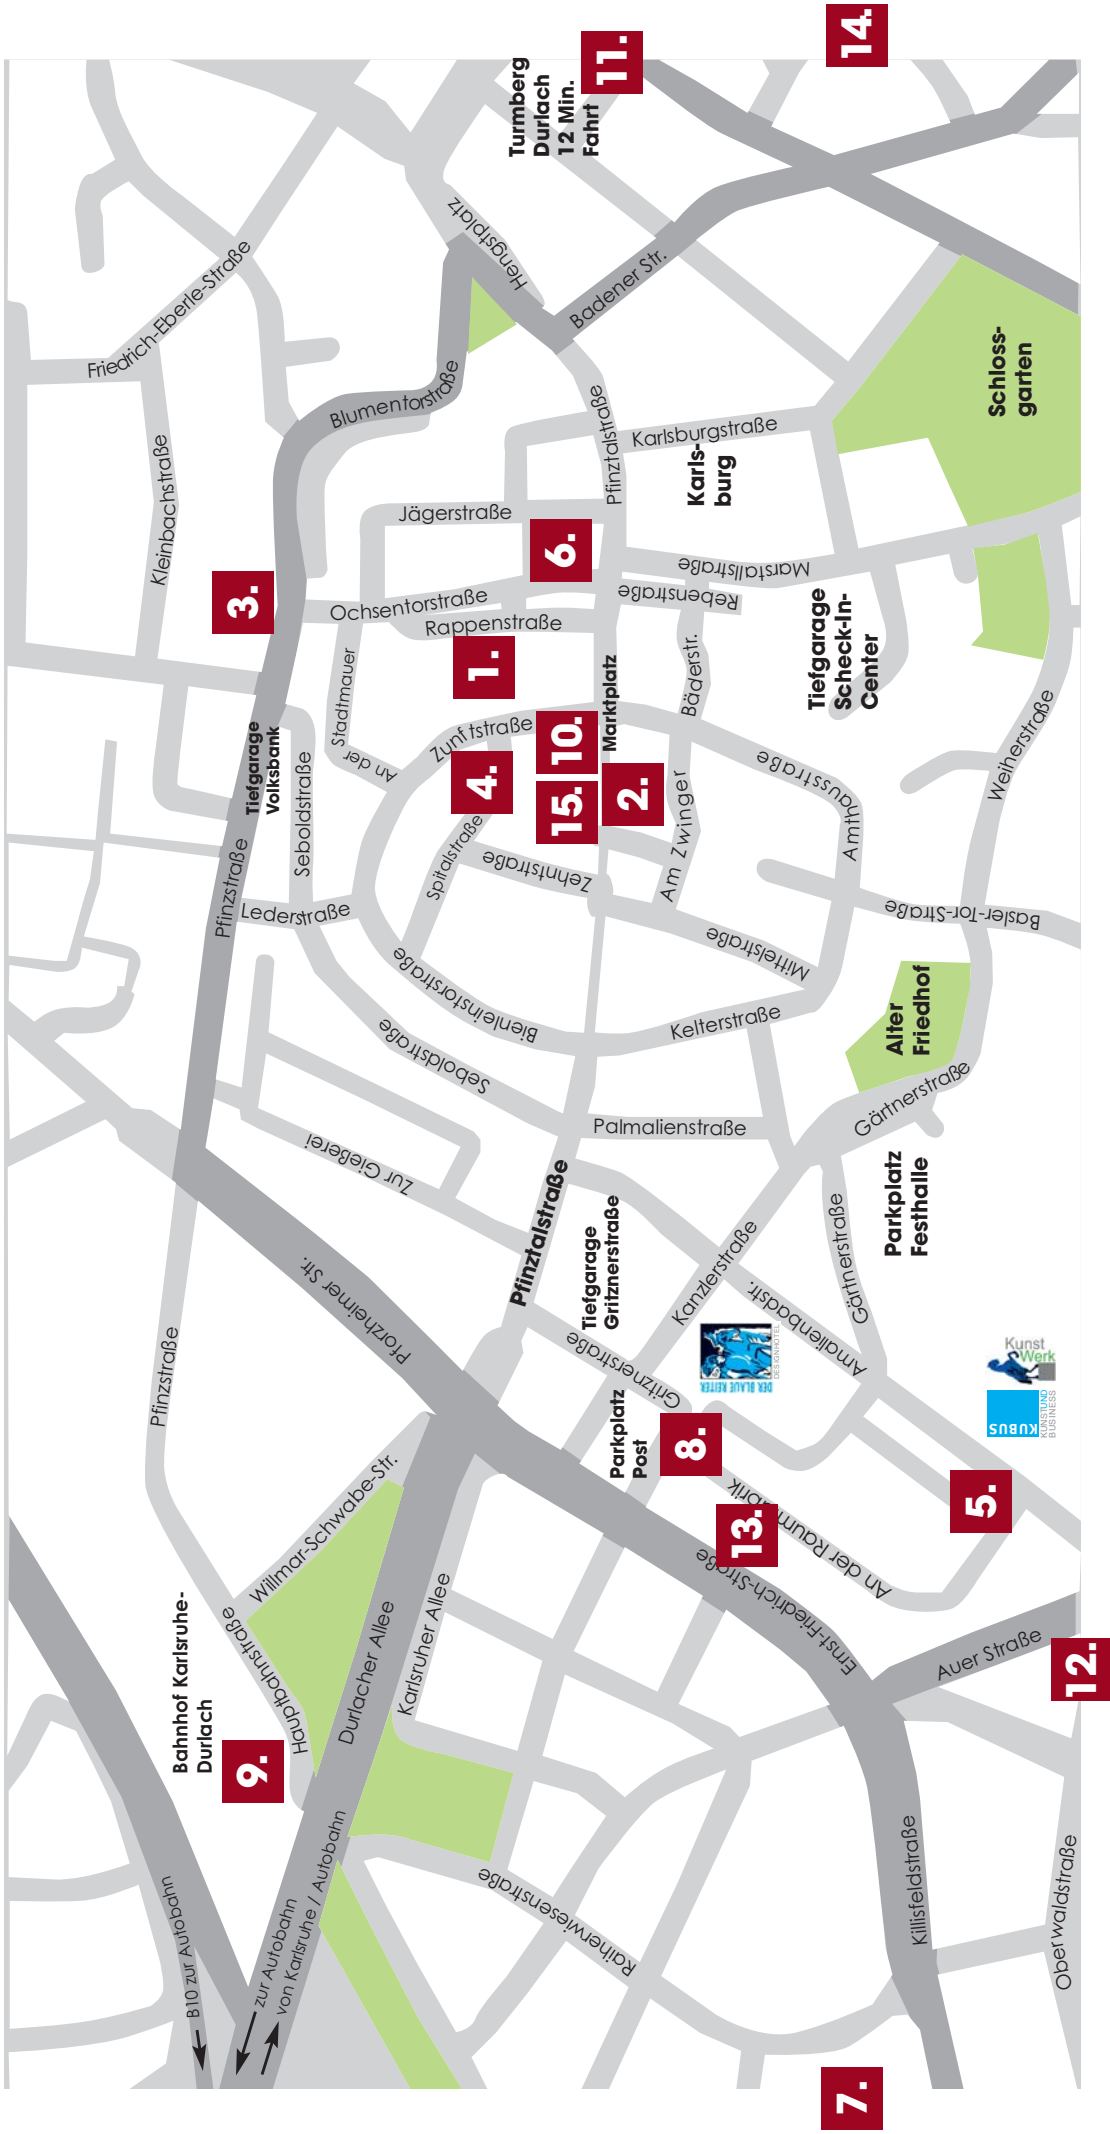 11.
14.
Turmberg
Durlach
12 Min.
Fahrt
Hengstplatz
Friedrich-Eberle-Straße
Badener Str.
Schloss-
garten
Blumentorstraße
Kleinbachstraße
Pfinztalstraße
Karlsburgstraße
Karls-
burg
Jägerstraße
6.
3.
Marstallstraße
Rebenstraße
Ochsentorstraße
Rappenstraße
1.
Tiefgarage
Scheck-In-
Center
Bäderstr.
Marktplatz
An der Stadtmauer
Zunftstraße
10.
4.
15.
2.
Tiefgarage
Volksbank
Seboldstraße
Amthausstraße
Weiherstraße
Am Zwinger
Spitalstraße
Zehntstraße
Pfinzstraße
Lederstraße
Basler-Tor-Straße
Mittelstraße
Bienleinstorstraße
Kelterstraße
Alter
Friedhof
Seboldstraße
Gärtnerstraße
Palmalienstraße
Zur Gießerei
Pfinztalstraße
Tiefgarage
Gritznerstraße
Parkplatz
Festhalle
Gärtnerstraße
Kanzlerstraße
Amalienbadstr.
Pforzheimer Str.
Gritznerstraße
Pfinzstraße
DER BLAUE REITER
DESIGNHOTEL
Kunst
Werk
KUBUS
KUNST UND
BUSINESS
Parkplatz
Post
8.
5.
13.
An der Raumfabrik
Willmar-Schwabe-Str.
Ernst-Friedrich-Straße
Auer Straße
12.
Bahnhof Karlsruhe-
Durlach
9.
Hauptbahnstraße
Durlacher Allee
Karlsruher Allee
Raiherwiesenstraße
Killisfeldstraße
Oberwaldstraße
B10 zur Autobahn
zur Autobahn
von Karlsruhe / Autobahn
7.